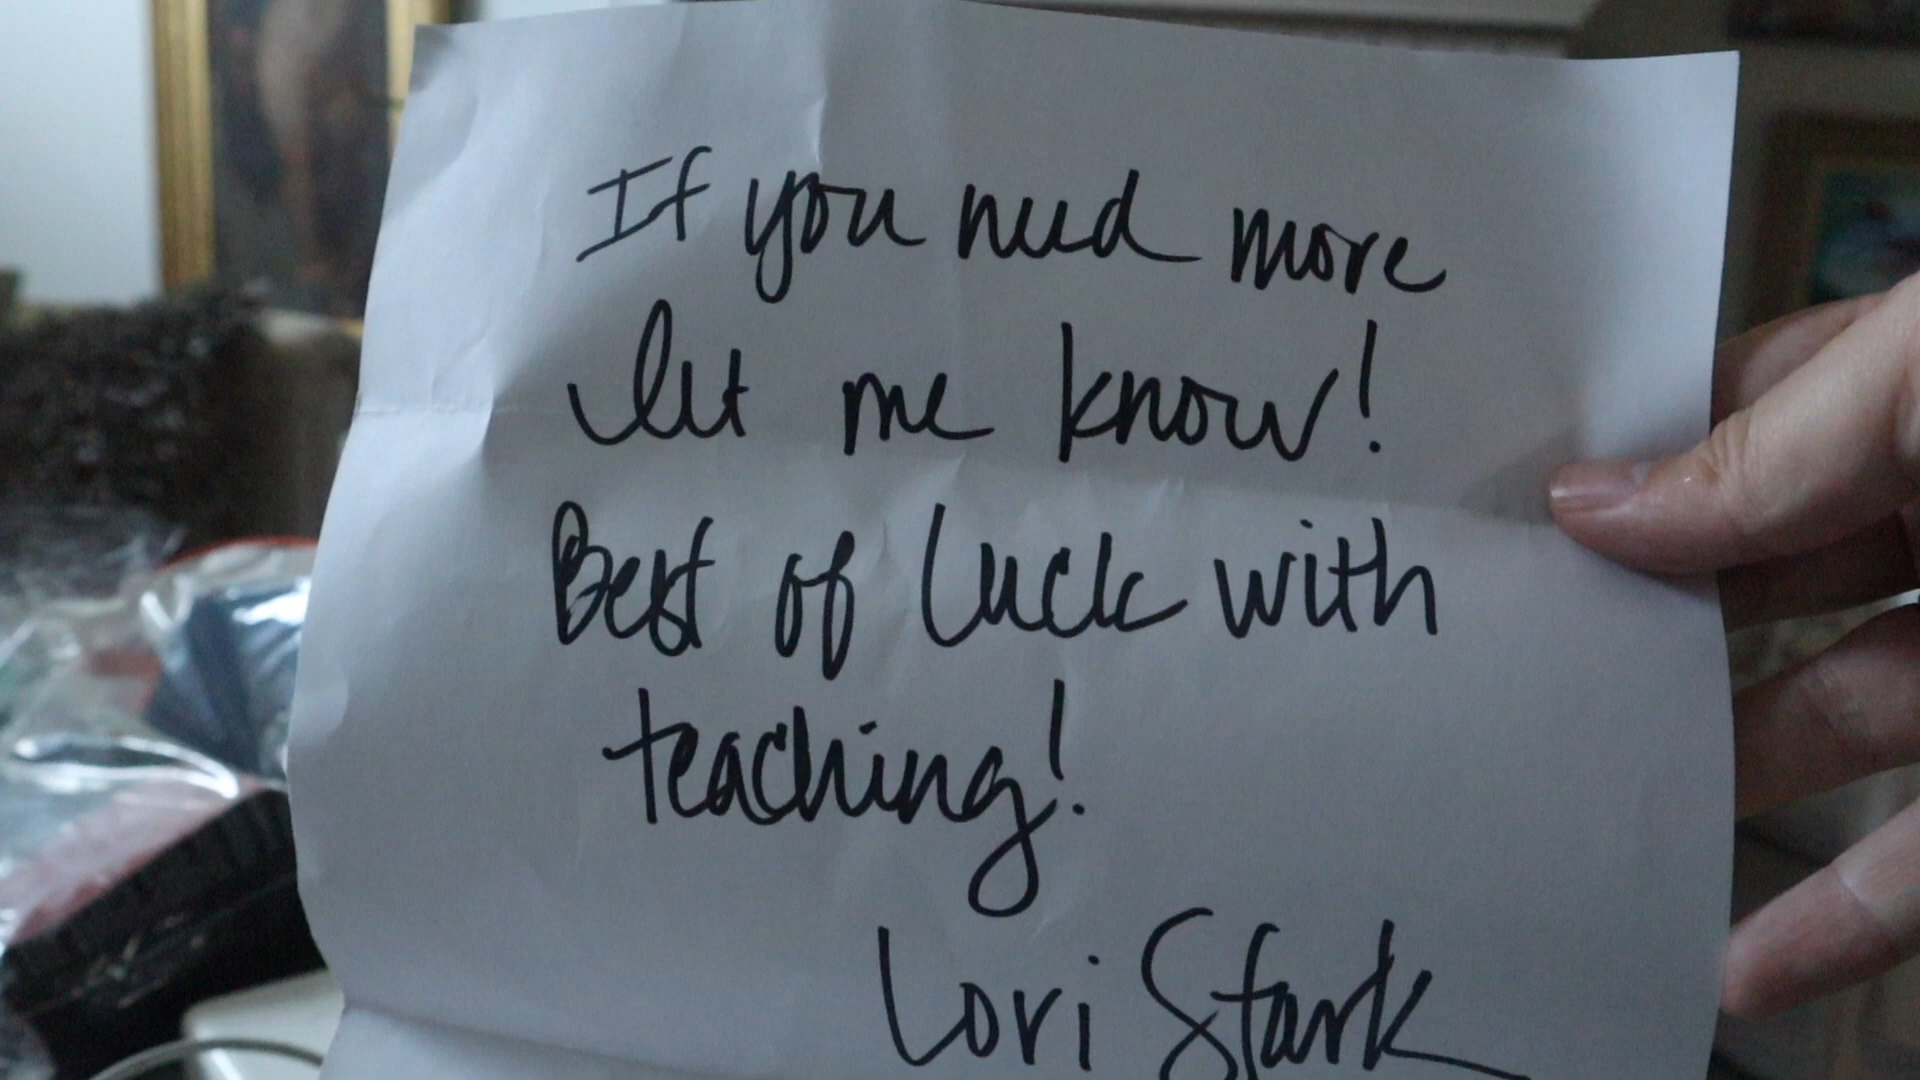 If you need more
let me know!
Best of luck with
teaching!
Lori Stark